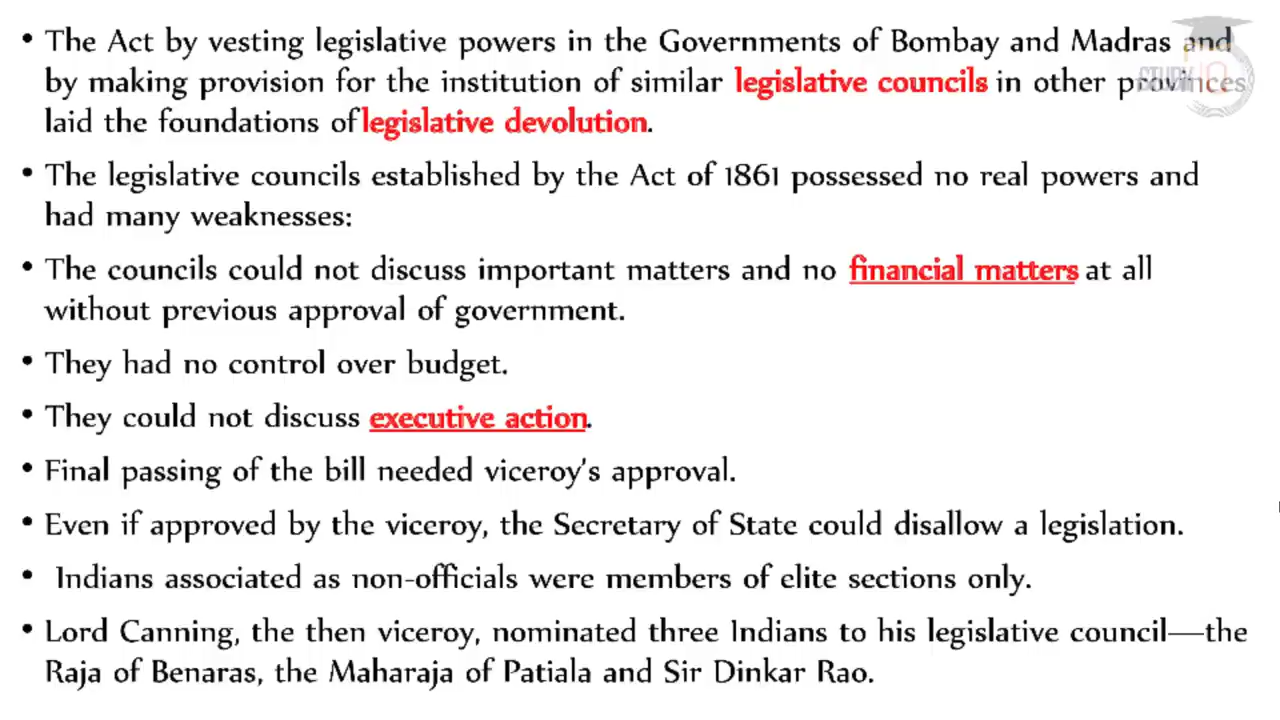 • The Act by vesting legislative powers in the Governments of Bombay and Madras and
by making provision for the institution of similar legislative councils in other provinces
laid the foundations of legislative devolution.
• The legislative councils established by the Act of 1861 possessed no real powers and
had many weaknesses:
• The councils could not discuss important matters and no financial matters at all
without previous approval of government.
• They had no control over budget.
• They could not discuss executive action.
• Final passing of the bill needed viceroy's approval.
• Even if approved by the viceroy, the Secretary of State could disallow a legislation.
• Indians associated as non-officials were members of elite sections only.
• Lord Canning, the then viceroy, nominated three Indians to his legislative council—the
Raja of Benaras, the Maharaja of Patiala and Sir Dinkar Rao.
STUDY IQ